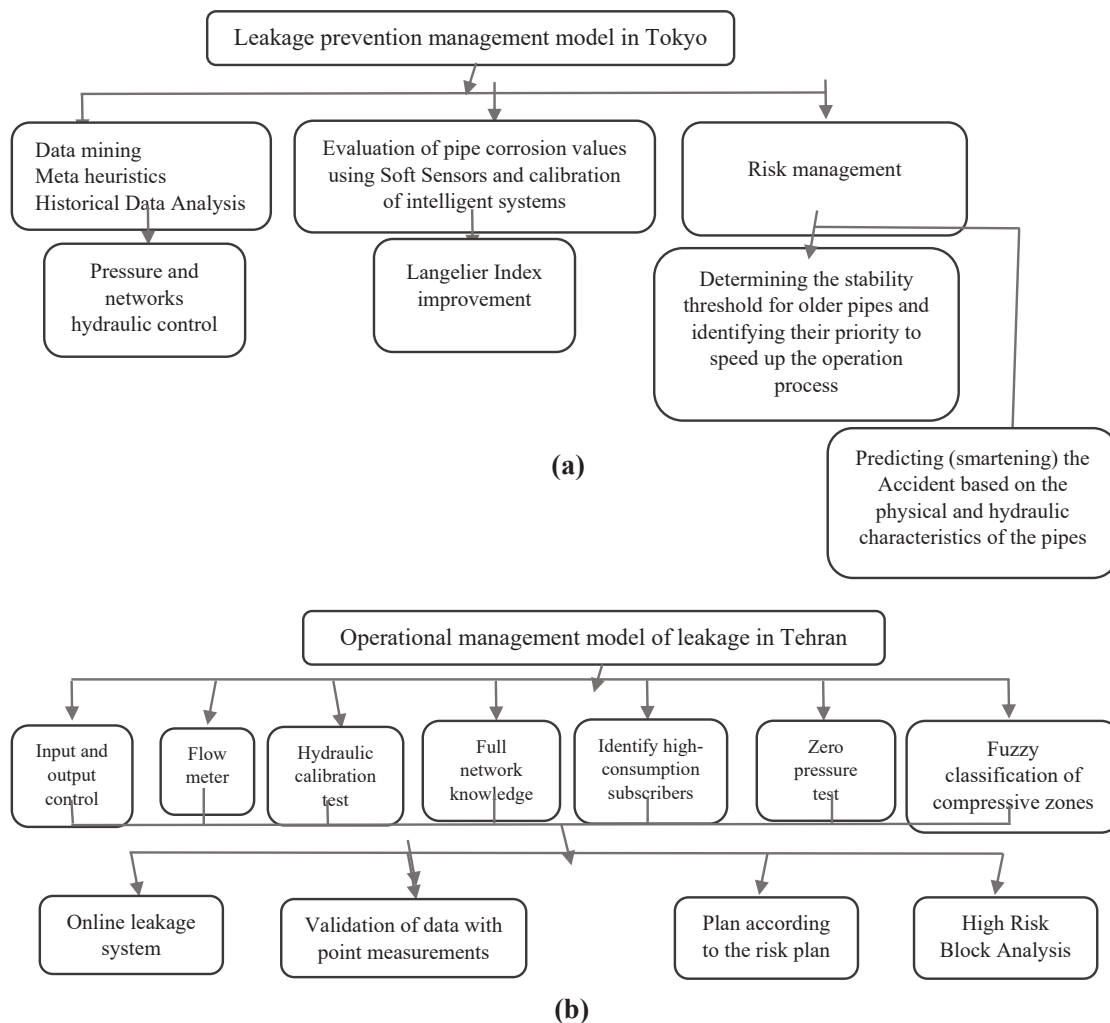 Leakage prevention management model in Tokyo
Data mining
Meta heuristics
Historical Data Analysis
Evaluation of pipe corrosion values
using Soft Sensors and calibration
of intelligent systems
Risk management
Pressure and
networks
hydraulic control
Langelier Index
improvement
Determining the stability
threshold for older pipes and
identifying their priority to
speed up the operation
process
Predicting (smartening) the
Accident based on the
physical and hydraulic
characteristics of the pipes
(a)
Operational management model of leakage in Tehran
Input and
output
control
Flow
meter
Hydraulic
calibration
test
Full
network
knowledge
Identify high-
consumption
subscribers
Zero
pressure
test
Fuzzy
classification of
compressive zones
Online leakage
system
Validation of data with
point measurements
Plan according
to the risk plan
High Risk
Block Analysis
(b)